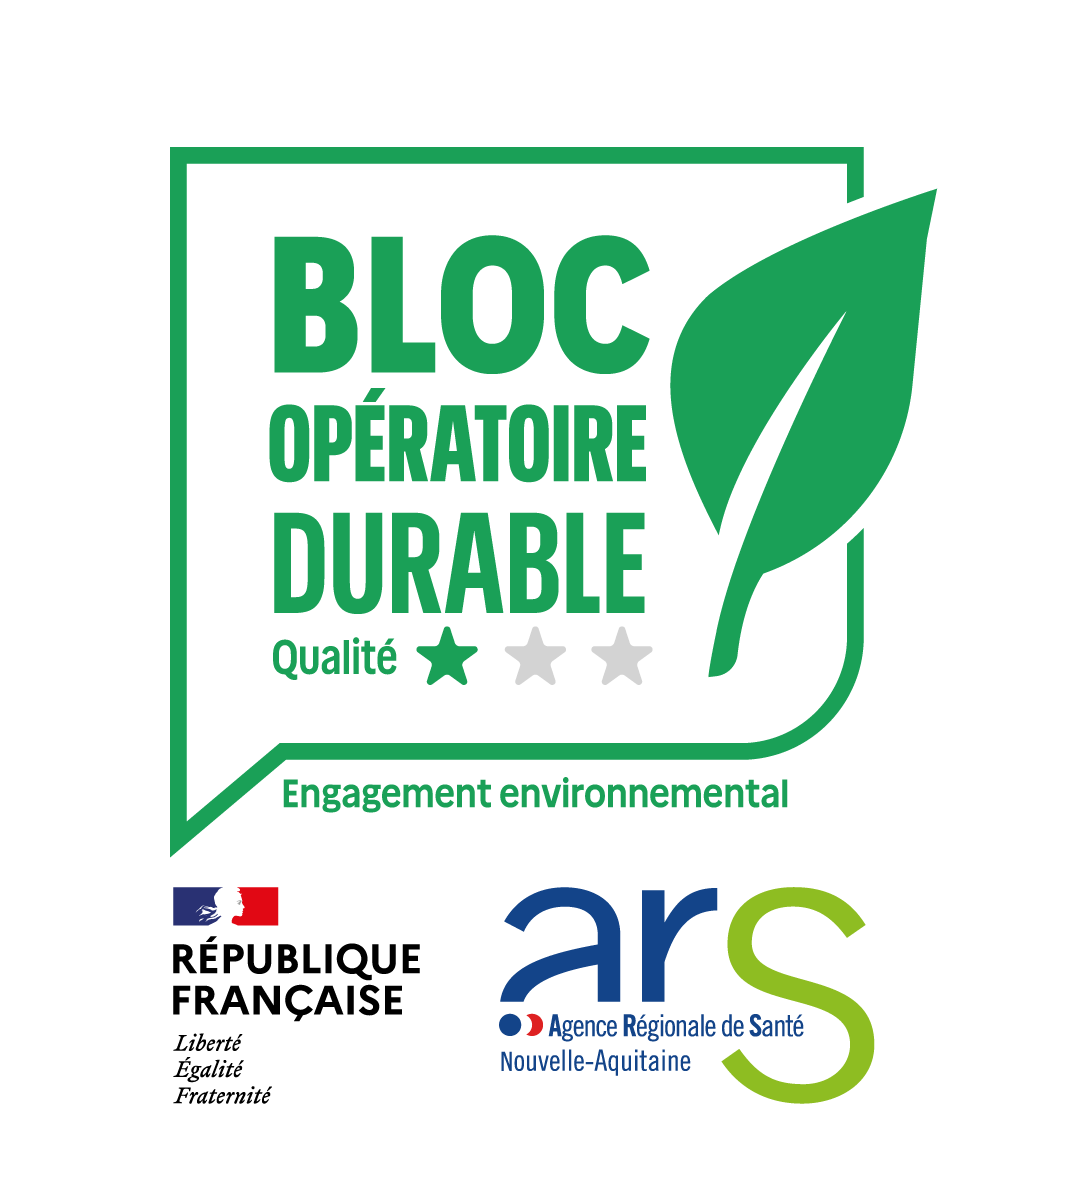 BLOC
OPÉRATOIRE
DURABLE
Qualité
Engagement environnemental
RÉPUBLIQUE
FRANÇAISE
Liberté
Égalité
Fraternité
ars
Agence Régionale de Santé
Nouvelle-Aquitaine